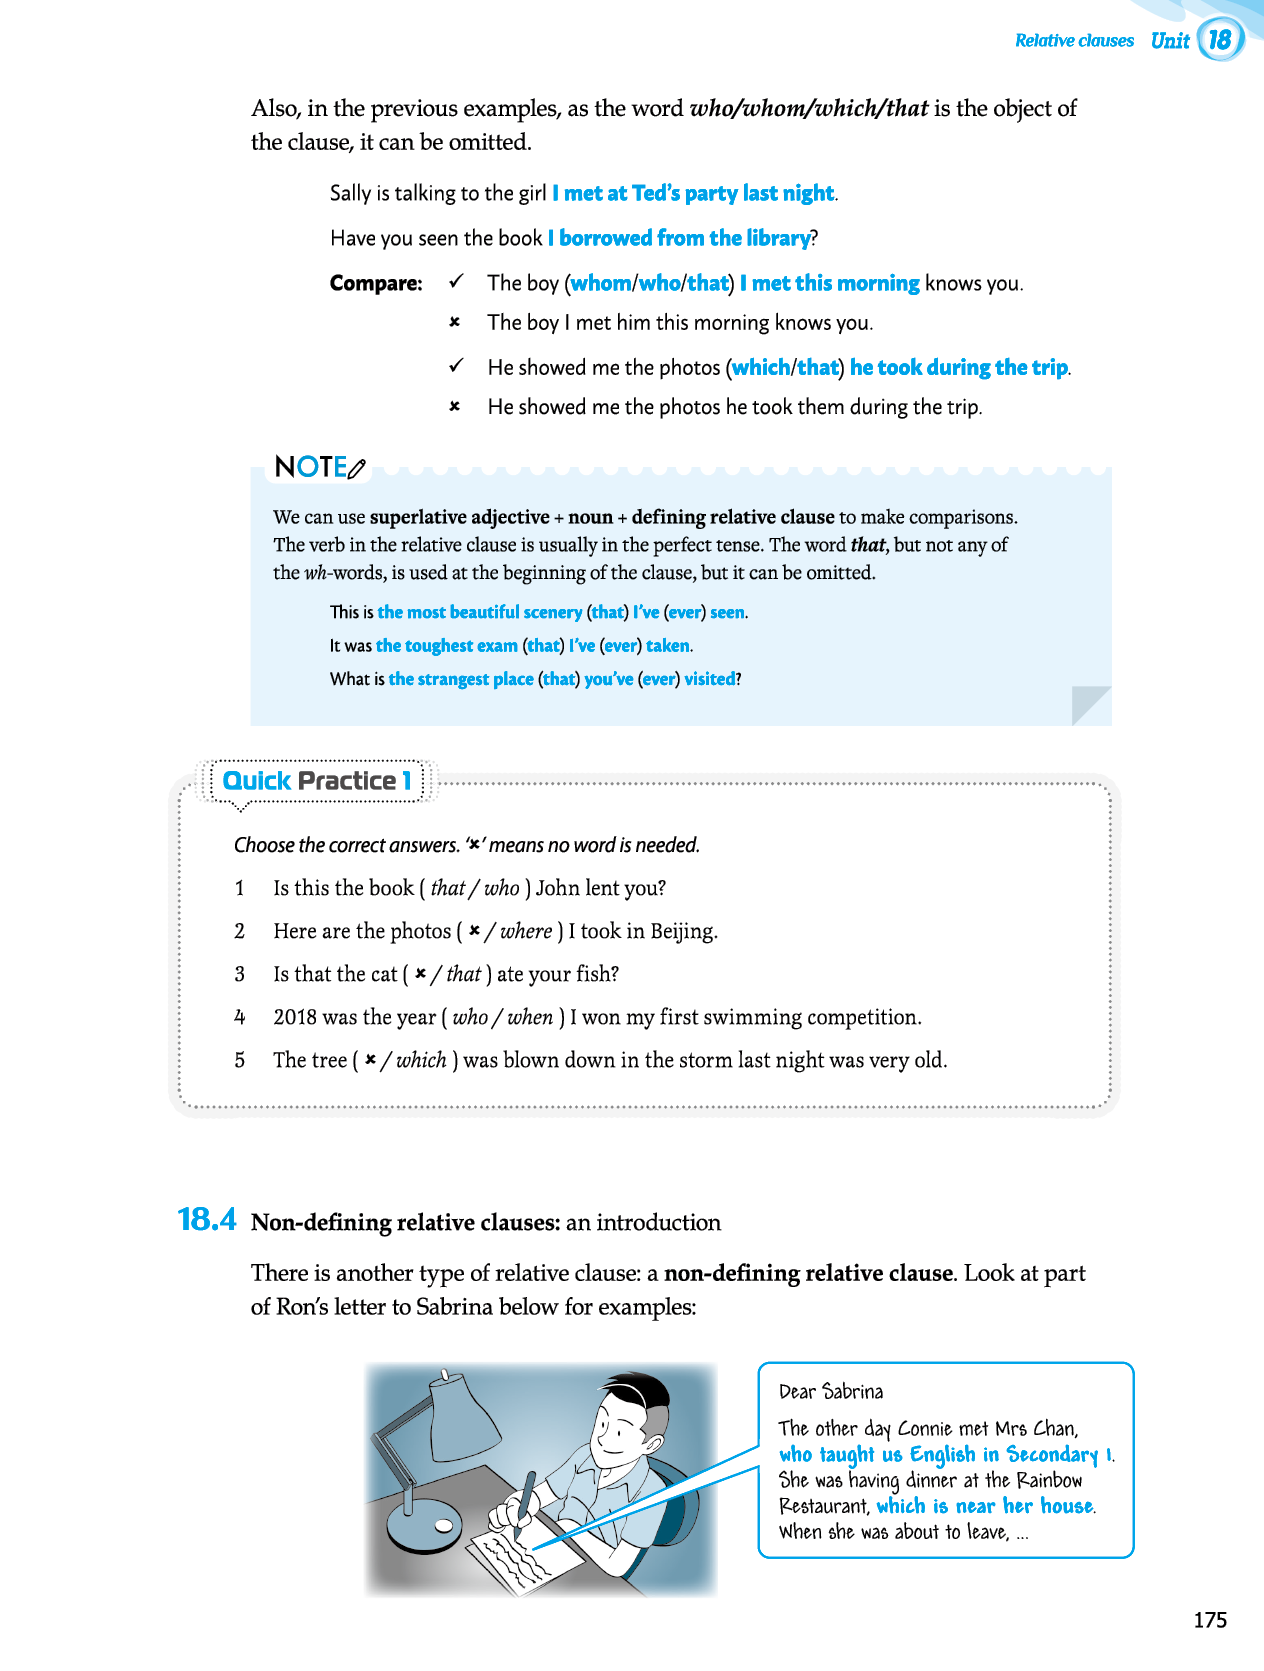 Relative clauses Unit 18
Also, in the previous examples, as the word who/whom/which/that is the object of
the clause, it can be omitted.
Sally is talking to the girl I met at Ted's party last night.
Have you seen the book I borrowed from the library?
Compare: ✓ The boy (whom/who/that) I met this morning knows you.
✗ The boy I met him this morning knows you.
✓ He showed me the photos (which/that) he took during the trip.
✗ He showed me the photos he took them during the trip.
NOTE
We can use superlative adjective + noun + defining relative clause to make comparisons.
The verb in the relative clause is usually in the perfect tense. The word that, but not any of
the wh-words, is used at the beginning of the clause, but it can be omitted.
This is the most beautiful scenery (that) I've (ever) seen.
It was the toughest exam (that) I've (ever) taken.
What is the strangest place (that) you've (ever) visited?
Quick Practice 1
Choose the correct answers. '✗' means no word is needed.
1 Is this the book ( that / who ) John lent you?
2 Here are the photos ( ✗ / where ) I took in Beijing.
3 Is that the cat ( ✗ / that ) ate your fish?
4 2018 was the year ( who / when ) I won my first swimming competition.
5 The tree ( ✗ / which ) was blown down in the storm last night was very old.
18.4 Non-defining relative clauses: an introduction
There is another type of relative clause: a non-defining relative clause. Look at part
of Ron's letter to Sabrina below for examples:
Dear Sabrina
The other day Connie met Mrs Chan,
who taught us English in Secondary 1.
She was having dinner at the Rainbow
Restaurant, which is near her house.
When she was about to leave, ...
175